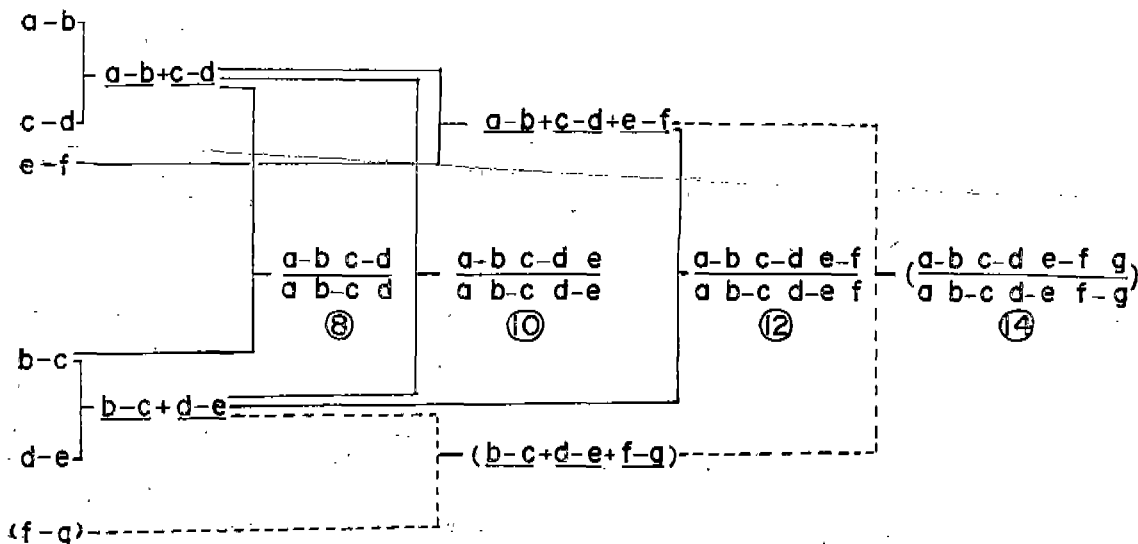 a-b
a-b+c-d
c-d
a-b+c-d+e-f
e-f
a-b c-d
a b-c d
⑧
a-b c-d e
a b-c d-e
⑩
a-b c-d e-f
a b-c d-e f
⑫
(a-b c-d e-f g
a b-c d-e f-g)
⑭
b-c
b-c+d-e
d-e
(b-c+d-e+f-g)
(f-g)